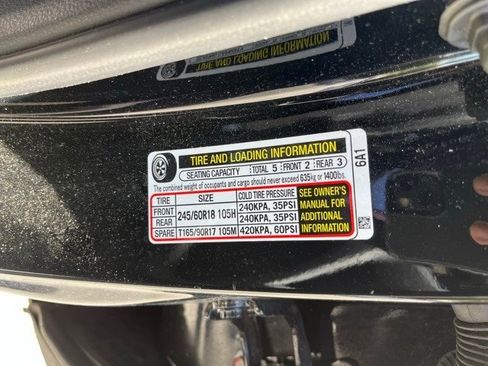 TIRE AND LOADING INFORMATION
TIRE AND LOADING INFORMATION
SEATING CAPACITY : TOTAL 5 : FRONT 2 : REAR 3
The combined weight of occupants and cargo should never exceed 635kg or 1400lbs.
TIRE SIZE COLD TIRE PRESSURE SEE OWNER'S
FRONT 245/60R18 105H 240KPA, 35PSI MANUAL FOR
REAR 240KPA, 35PSI ADDITIONAL
SPARE T165/90R17 105M 420KPA, 60PSI INFORMATION
6A1